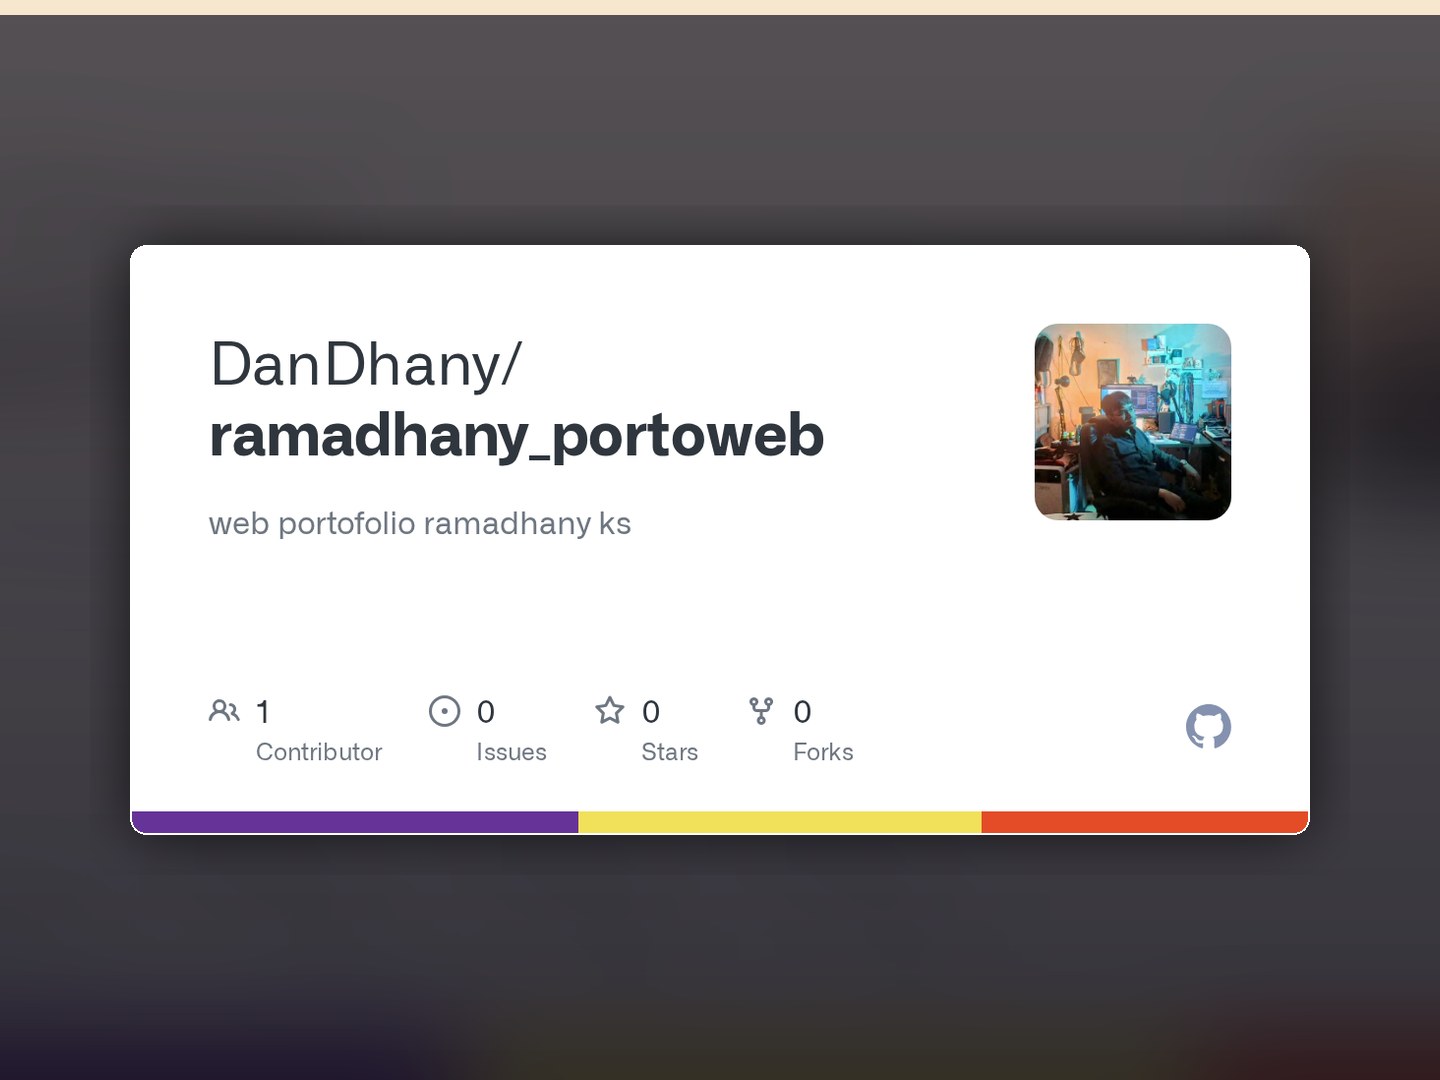 DanDhany/
ramadhany_portoweb
web portofolio ramadhany ks
1 0 0 0
Contributor Issues Stars Forks